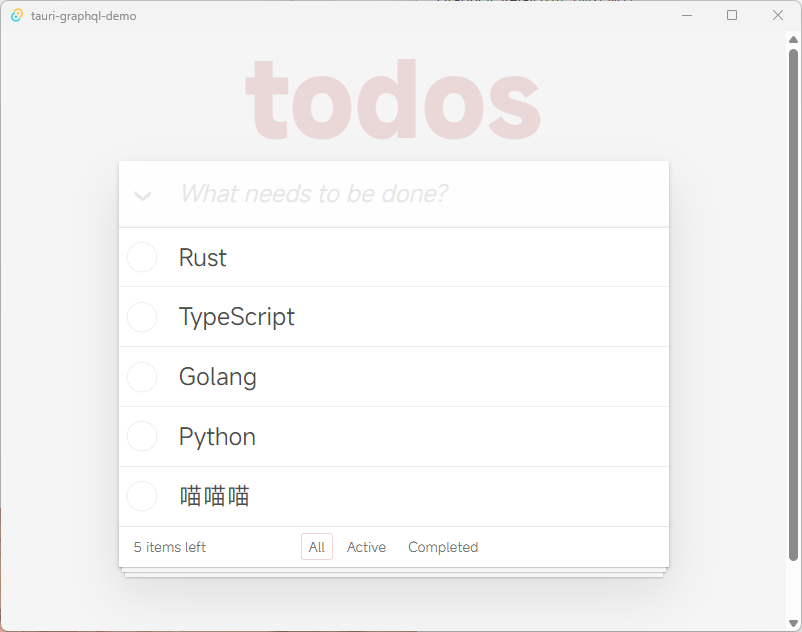 tauri-graphql-demo
todos
What needs to be done?
Rust
TypeScript
Golang
Python
喵喵喵
5 items left All Active Completed